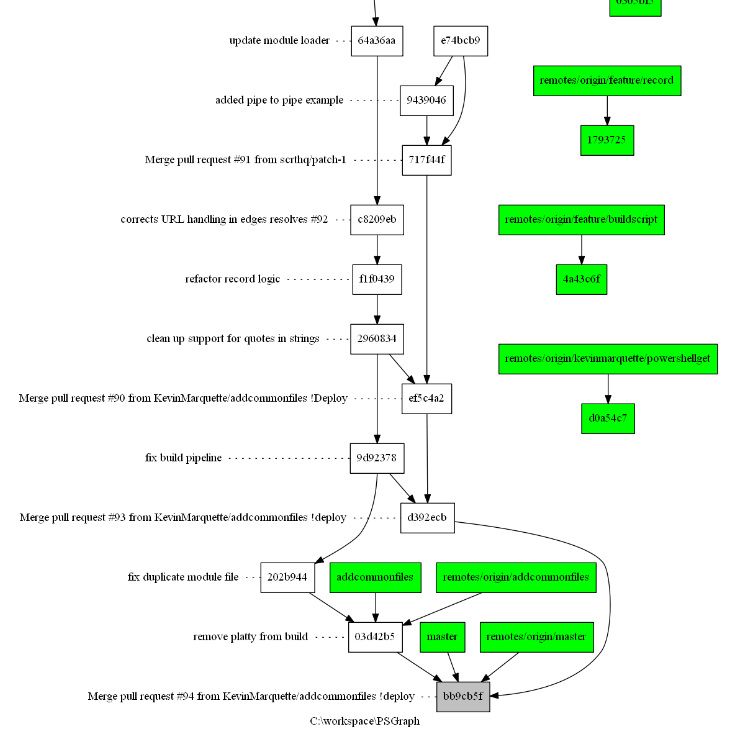 update module loader
64a36aa
e74bcb9
remotes/origin/feature/record
added pipe to pipe example
9439046
1793725
Merge pull request #91 from scrthq/patch-1
717f44f
corrects URL handling in edges resolves #92
c8209eb
remotes/origin/feature/buildscript
refactor record logic
f1f0439
4a43c6f
clean up support for quotes in strings
2960834
remotes/origin/kevinmarquette/powershellget
Merge pull request #90 from KevinMarquette/addcommonfiles !Deploy
ef5c4a2
d0a54c7
fix build pipeline
9d92378
Merge pull request #93 from KevinMarquette/addcommonfiles !deploy
d392ecb
fix duplicate module file
202b944
addcommonfiles
remotes/origin/addcommonfiles
remove platty from build
03d42b5
master
remotes/origin/master
Merge pull request #94 from KevinMarquette/addcommonfiles !deploy
bb9cb5f
C:\workspace\PSGraph